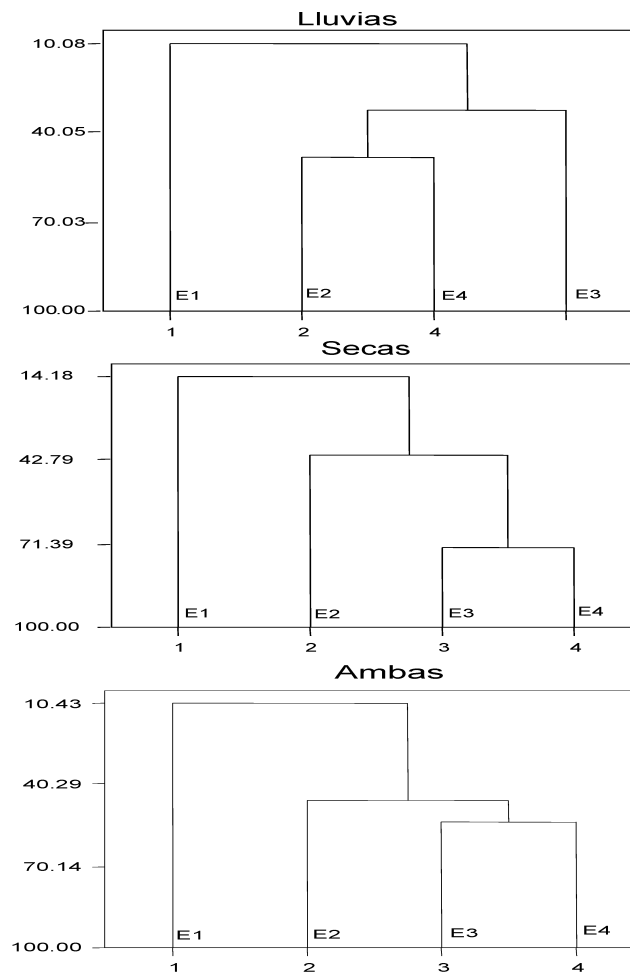 Lluvias
10.08
40.05
70.03
100.00
E1
E2
E4
E3
1
2
4
Secas
14.18
42.79
71.39
100.00
E1
E2
E3
E4
1
2
3
4
Ambas
10.43
40.29
70.14
100.00
E1
E2
E3
E4
1
2
3
4